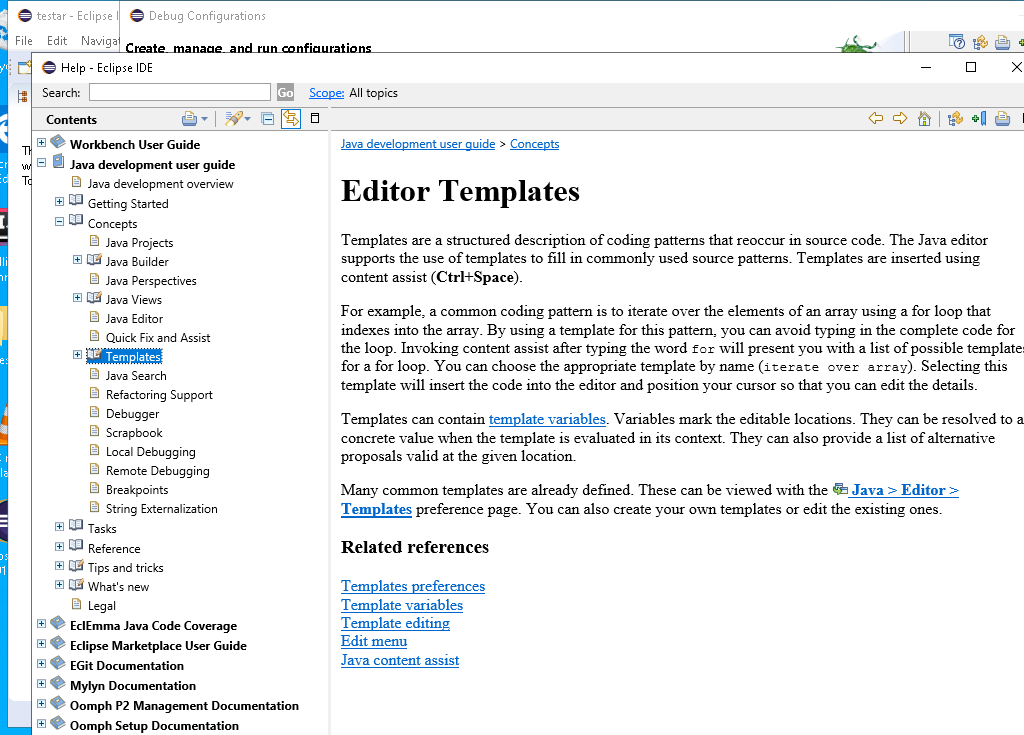 testar - Eclipse I
Debug Configurations
File Edit Navigat
Create, manage, and run configurations
Help - Eclipse IDE
Search:
Go
Scope: All topics
Contents
Workbench User Guide
Java development user guide
Java development overview
Getting Started
Concepts
Java Projects
Java Builder
Java Perspectives
Java Views
Java Editor
Quick Fix and Assist
Templates
Java Search
Refactoring Support
Debugger
Scrapbook
Local Debugging
Remote Debugging
Breakpoints
String Externalization
Tasks
Reference
Tips and tricks
What's new
Legal
EclEmma Java Code Coverage
Eclipse Marketplace User Guide
EGit Documentation
Mylyn Documentation
Oomph P2 Management Documentation
Oomph Setup Documentation
Java development user guide > Concepts
Editor Templates
Templates are a structured description of coding patterns that reoccur in source code. The Java editor
supports the use of templates to fill in commonly used source patterns. Templates are inserted using
content assist (Ctrl+Space).
For example, a common coding pattern is to iterate over the elements of an array using a for loop that
indexes into the array. By using a template for this pattern, you can avoid typing in the complete code for
the loop. Invoking content assist after typing the word for will present you with a list of possible templates
for a for loop. You can choose the appropriate template by name (iterate over array). Selecting this
template will insert the code into the editor and position your cursor so that you can edit the details.
Templates can contain template variables. Variables mark the editable locations. They can be resolved to a
concrete value when the template is evaluated in its context. They can also provide a list of alternative
proposals valid at the given location.
Many common templates are already defined. These can be viewed with the Java > Editor >
Templates preference page. You can also create your own templates or edit the existing ones.
Related references
Templates preferences
Template variables
Template editing
Edit menu
Java content assist